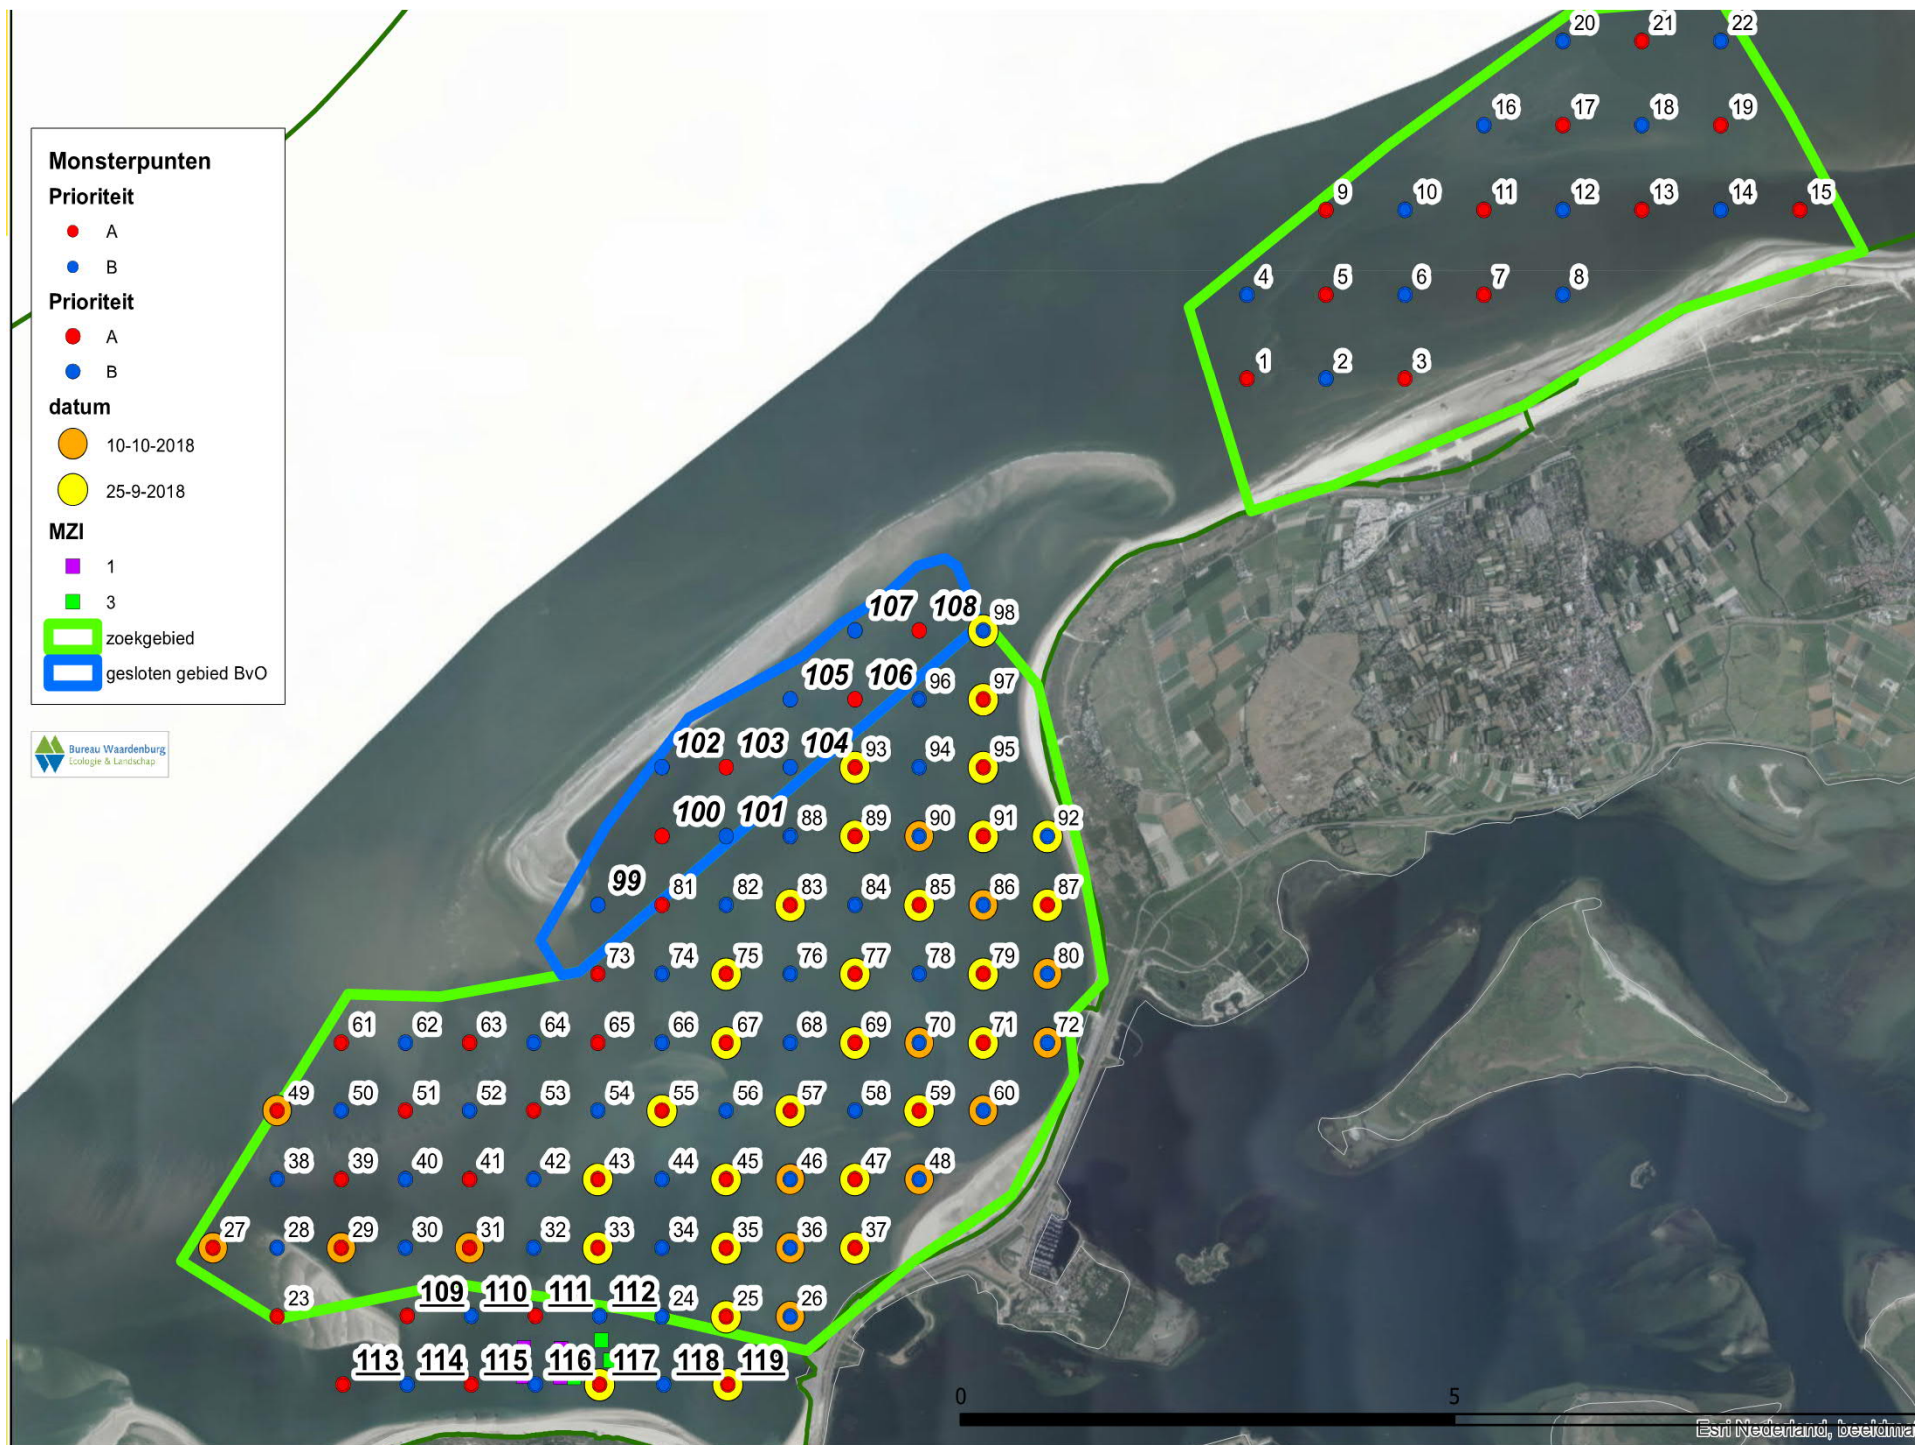 Monsterpunten
Prioriteit
A
B
Prioriteit
A
B
datum
10-10-2018
25-9-2018
MZI
1
3
zoekgebied
gesloten gebied BvO
Bureau Waardenburg
Ecologie & Landschap
20 21 22
16 17 18 19
9 10 11 12 13 14 15
4 5 6 7 8
1 2 3
107 108 98
105 106 96 97
102 103 104 93 94 95
100 101 88 89 90 91 92
99 81 82 83 84 85 86 87
73 74 75 76 77 78 79 80
61 62 63 64 65 66 67 68 69 70 71 72
49 50 51 52 53 54 55 56 57 58 59 60
38 39 40 41 42 43 44 45 46 47 48
27 28 29 30 31 32 33 34 35 36 37
23 109 110 111 112 24 25 26
113 114 115 116 117 118 119
0 5
Esri Nederland, beeldma